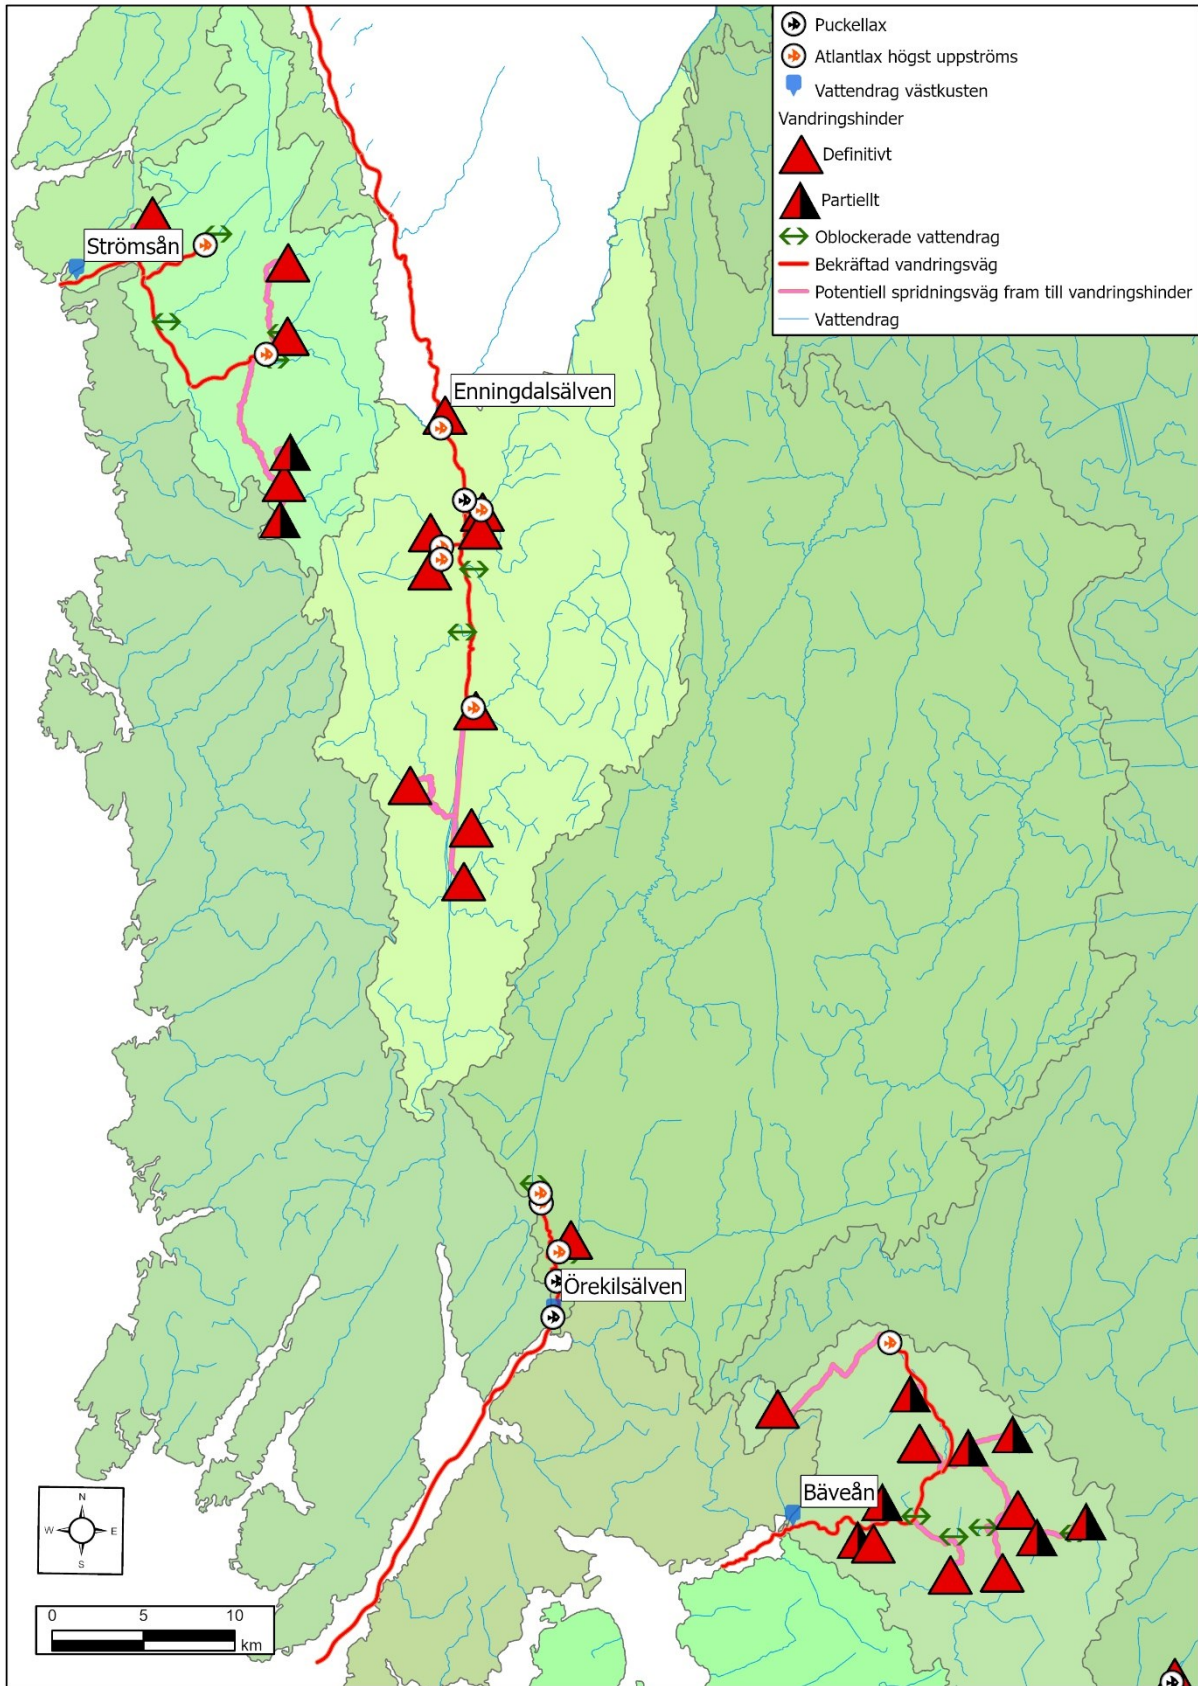 Puckellax
Atlantlax högst uppströms
Vattendrag västkusten
Vandringshinder
Definitivt
Partiellt
Oblockerade vattendrag
Bekräftad vandringsväg
Potentiell spridningsväg fram till vandringshinder
Vattendrag
Strömsån
Enningdalsälven
Örekilsälven
Bäveån
N
W E
S
0 5 10
km